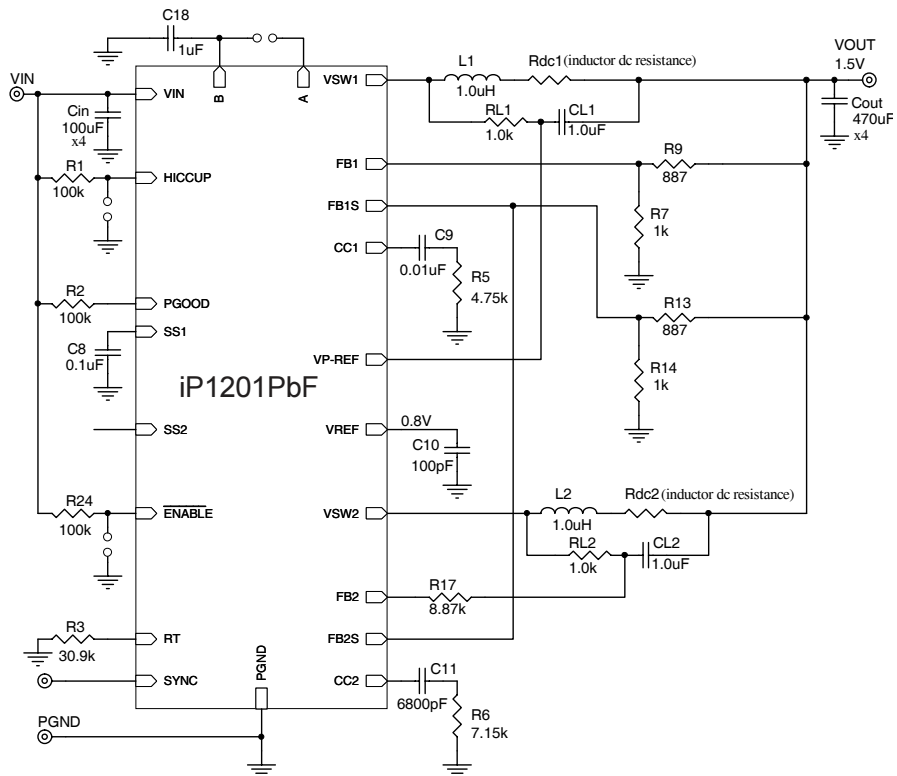 C18
1uF
VIN
VIN
B
A
VSW1
L1
1.0uH
Rdc1 (inductor dc resistance)
VOUT
1.5V
Cin
100uF
x4
RL1
1.0k
CL1
1.0uF
Cout
470uF
x4
R1
100k
HICCUP
FB1
R9
887
FB1S
R7
1k
CC1
C9
0.01uF
R5
4.75k
R2
100k
PGOOD
SS1
C8
0.1uF
R13
887
VP-REF
R14
1k
iP1201PbF
SS2
VREF
0.8V
C10
100pF
R24
100k
ENABLE
VSW2
L2
1.0uH
Rdc2 (inductor dc resistance)
RL2
1.0k
CL2
1.0uF
FB2
R17
8.87k
R3
30.9k
RT
FB2S
SYNC
PGND
CC2
C11
6800pF
R6
7.15k
PGND